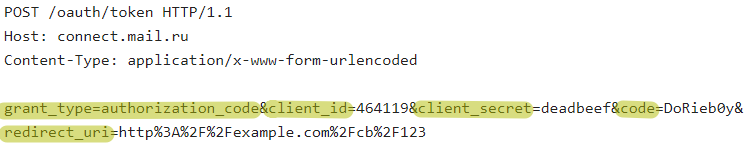 POST /oauth/token HTTP/1.1
Host: connect.mail.ru
Content-Type: application/x-www-form-urlencoded
grant_type=authorization_code&client_id=464119&client_secret=deadbeef&code=DoRieb0y&
redirect_uri=http%3A%2F%2Fexample.com%2Fcb%2F123